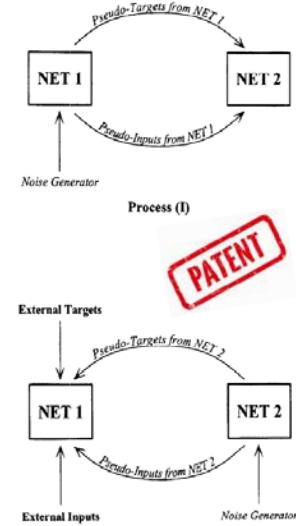 Pseudo-Targets from NET 1
NET 1
NET 2
Pseudo-Inputs from NET 1
Noise Generator
Process (I)
PATENT
External Targets
Pseudo-Targets from NET 2
NET 1
NET 2
Pseudo-Inputs from NET 2
External Inputs
Noise Generator